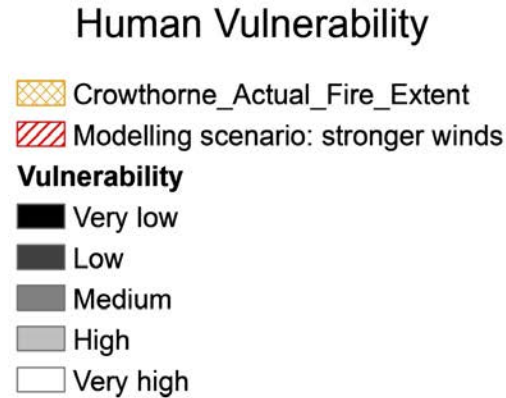 Human Vulnerability
Crowthorne_Actual_Fire_Extent
Modelling scenario: stronger winds
Vulnerability
Very low
Low
Medium
High
Very high